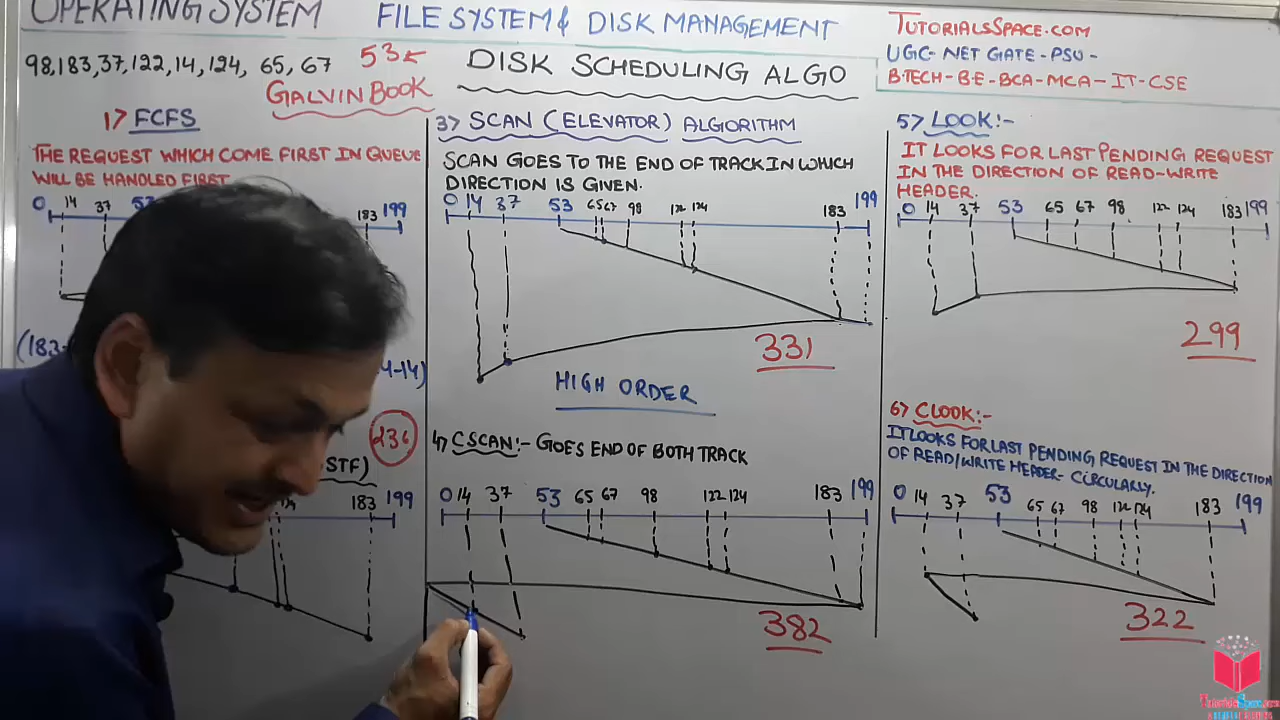 OPERATING SYSTEM
FILE SYSTEM & DISK MANAGEMENT
TUTORIALSSPACE.COM
UGC-NET GATE-PSU-
B.TECH-B.E-BCA-MCA-IT-CSE
98,183,37,122,14,124, 65, 67
53
GALVIN BOOK
DISK SCHEDULING ALGO
1> FCFS
THE REQUEST WHICH COME FIRST IN QUEUE
WILL BE HANDLED FIRST
0 14 37 53 183 199
(183-
4-14)
236
STF)
183 199
3> SCAN (ELEVATOR) ALGORITHM
SCAN GOES TO THE END OF TRACK IN WHICH
DIRECTION IS GIVEN.
0 14 37 53 65 67 98 122 124 183 199
331
HIGH ORDER
4> CSCAN:- GOES END OF BOTH TRACK
0 14 37 53 65 67 98 122 124 183 199
382
5> LOOK:-
IT LOOKS FOR LAST PENDING REQUEST
IN THE DIRECTION OF READ-WRITE
HEADER.
0 14 37 53 65 67 98 122 124 183 199
299
6> CLOOK:-
IT LOOKS FOR LAST PENDING REQUEST IN THE DIRECTION
OF READ/WRITE HEADER- CIRCULARLY.
0 14 37 53 65 67 98 122 124 183 199
322
TutorialsSpace.com